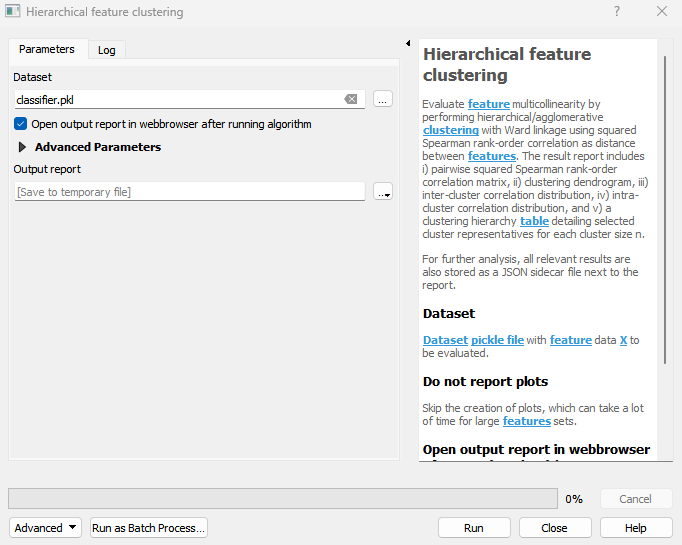 Hierarchical feature clustering
?
Parameters
Log
Dataset
classifier.pkl
...
Open output report in webbrowser after running algorithm
Advanced Parameters
Output report
[Save to temporary file]
...
Hierarchical feature
clustering
Evaluate feature multicollinearity by
performing hierarchical/agglomerative
clustering with Ward linkage using squared
Spearman rank-order correlation as distance
between features. The result report includes
i) pairwise squared Spearman rank-order
correlation matrix, ii) clustering dendrogram, iii)
inter-cluster correlation distribution, iv) intra-
cluster correlation distribution, and v) a
clustering hierarchy table detailing selected
cluster representatives for each cluster size n.
For further analysis, all relevant results are
also stored as a JSON sidecar file next to the
report.
Dataset
Dataset pickle file with feature data X to
be evaluated.
Do not report plots
Skip the creation of plots, which can take a lot
of time for large features sets.
Open output report in webbrowser
0%
Cancel
Advanced
Run as Batch Process...
Run
Close
Help